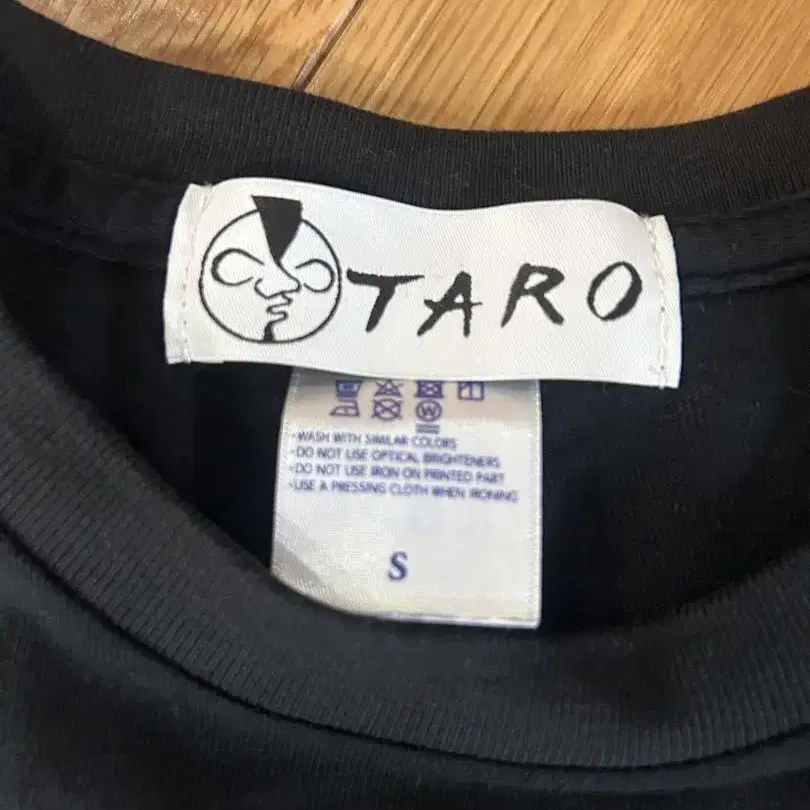 TARO
W
•WASH WITH SIMILAR COLORS
•DO NOT USE OPTICAL BRIGHTENERS
•DO NOT USE IRON ON PRINTED PART
•USE A PRESSING CLOTH WHEN IRONING
S